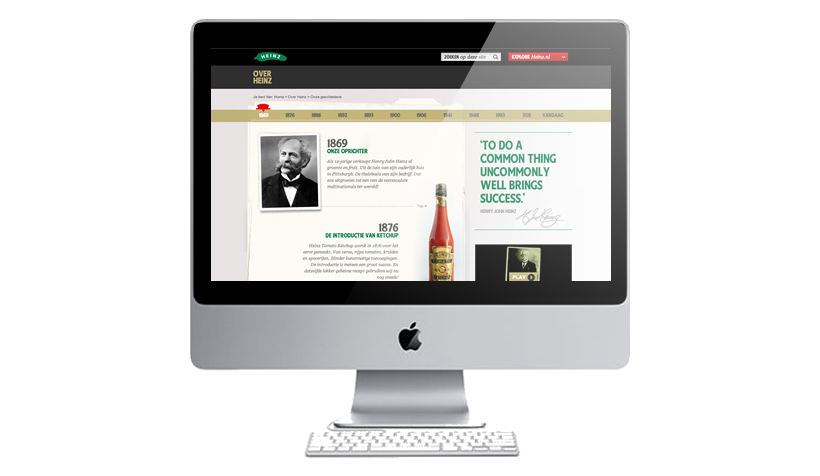 HEINZ
ZOEKEN op deze site
EXPLORE Heinz.nl
OVER
HEINZ
Je bent hier: Home > Over Heinz > Onze geschiedenis
1869 1876 1886 1892 1893 1900 1906 1941 1946 VANDAAG
1869
ONZE OPRICHTER
Als 12-jarige verkoopt Henry John Heinz al
groente en fruit. Uit de tuin van zijn ouderlijk huis
in Pittsburgh. De thuisbasis van zijn bedrijf. Dat
zou uitgroeien tot een van de succesvolste
multinationals ter wereld!
Top
1876
DE INTRODUCTIE VAN KETCHUP
Heinz Tomato Ketchup wordt in 1876 voor het
eerst gemaakt. Van verse, rijpe tomaten, kruiden
en specerijen. Zonder kunstmatige toevoegingen.
De introductie is meteen een groot succes. En
datzelfde lekker geheime recept gebruiken wij nu
nog steeds!
'TO DO A
COMMON THING
UNCOMMONLY
WELL BRINGS
SUCCESS.'
HENRY JOHN HEINZ
PLAY